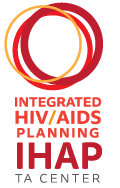 INTEGRATED
HIV/AIDS
PLANNING
IHAP
TA CENTER